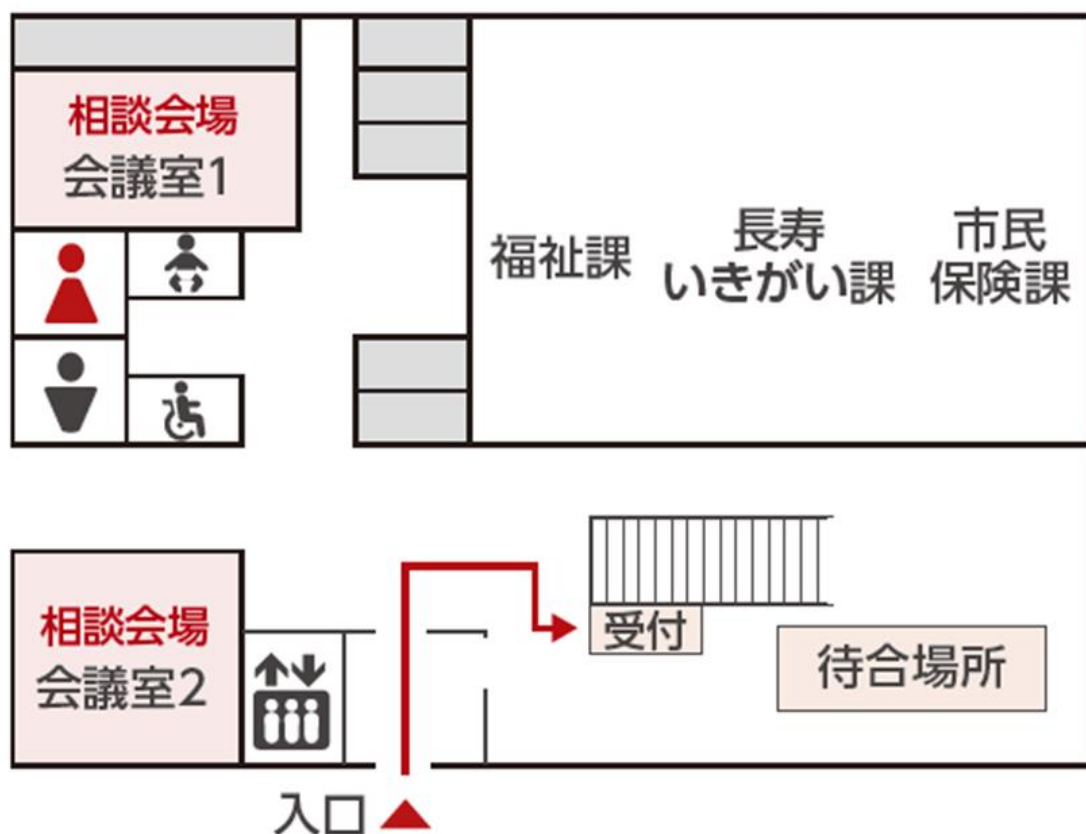 相談会場
会議室1
福祉課
長寿
いきがい課
市民
保険課
相談会場
会議室2
受付
待合場所
入口